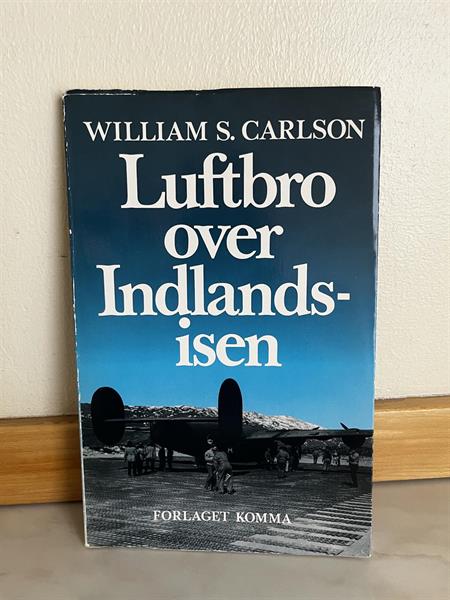 WILLIAM S. CARLSON
Luftbro
over
Indlands-
isen
FORLAGET KOMMA